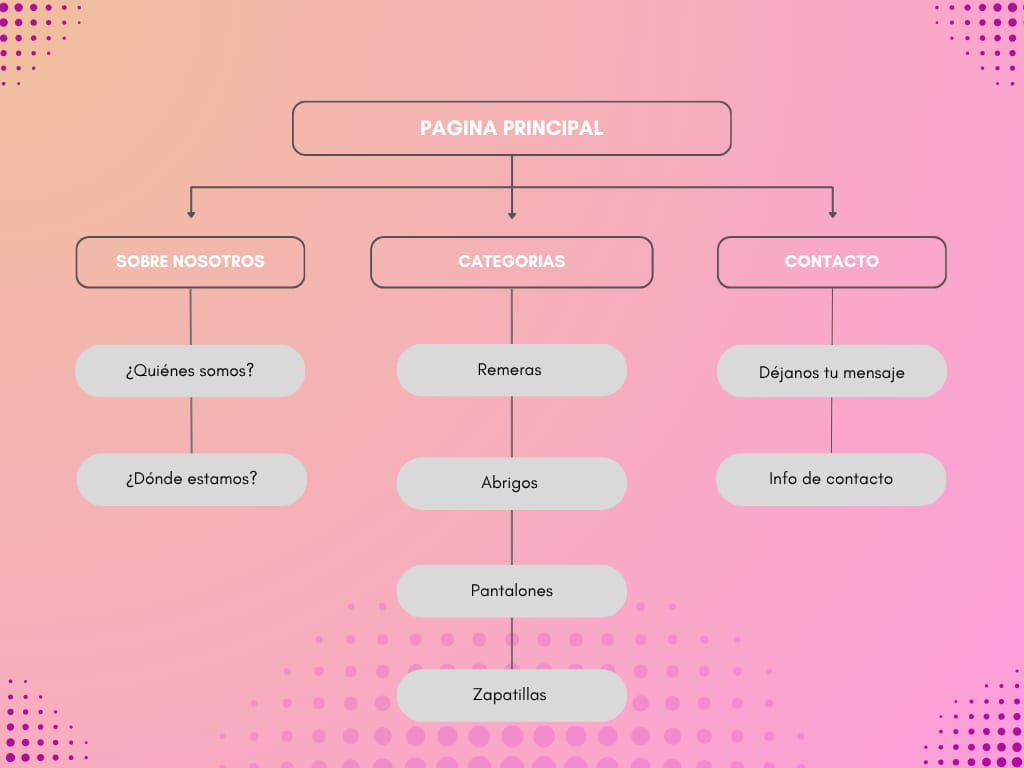 PAGINA PRINCIPAL
SOBRE NOSOTROS
CATEGORIAS
CONTACTO
¿Quiénes somos?
Remeras
Déjanos tu mensaje
¿Dónde estamos?
Abrigos
Info de contacto
Pantalones
Zapatillas